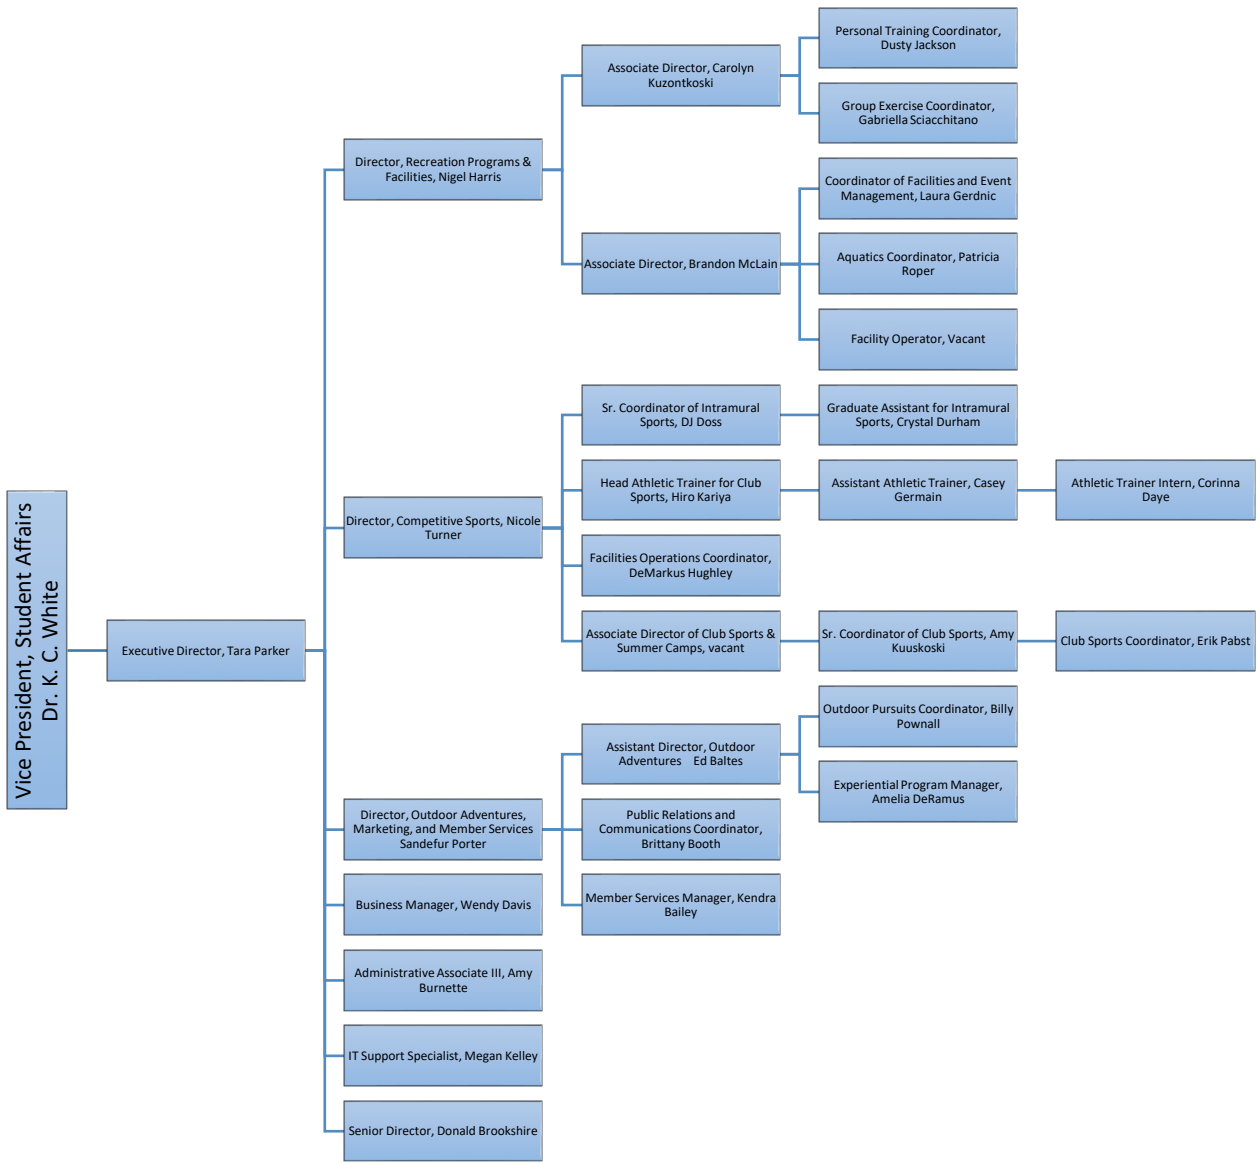 Vice President, Student Affairs
Dr. K. C. White
Executive Director, Tara Parker
Director, Recreation Programs &
Facilities, Nigel Harris
Associate Director, Carolyn
Kuzontkoski
Personal Training Coordinator,
Dusty Jackson
Group Exercise Coordinator,
Gabriella Sciacchitano
Associate Director, Brandon McLain
Coordinator of Facilities and Event
Management, Laura Gerdnic
Aquatics Coordinator, Patricia
Roper
Facility Operator, Vacant
Director, Competitive Sports, Nicole
Turner
Sr. Coordinator of Intramural
Sports, DJ Doss
Graduate Assistant for Intramural
Sports, Crystal Durham
Head Athletic Trainer for Club
Sports, Hiro Kariya
Assistant Athletic Trainer, Casey
Germain
Athletic Trainer Intern, Corinna
Daye
Facilities Operations Coordinator,
DeMarkus Hughley
Associate Director of Club Sports &
Summer Camps, vacant
Sr. Coordinator of Club Sports, Amy
Kuuskoski
Club Sports Coordinator, Erik Pabst
Director, Outdoor Adventures,
Marketing, and Member Services
Sandefur Porter
Assistant Director, Outdoor
Adventures    Ed Baltes
Outdoor Pursuits Coordinator, Billy
Pownall
Experiential Program Manager,
Amelia DeRamus
Public Relations and
Communications Coordinator,
Brittany Booth
Member Services Manager, Kendra
Bailey
Business Manager, Wendy Davis
Administrative Associate III, Amy
Burnette
IT Support Specialist, Megan Kelley
Senior Director, Donald Brookshire